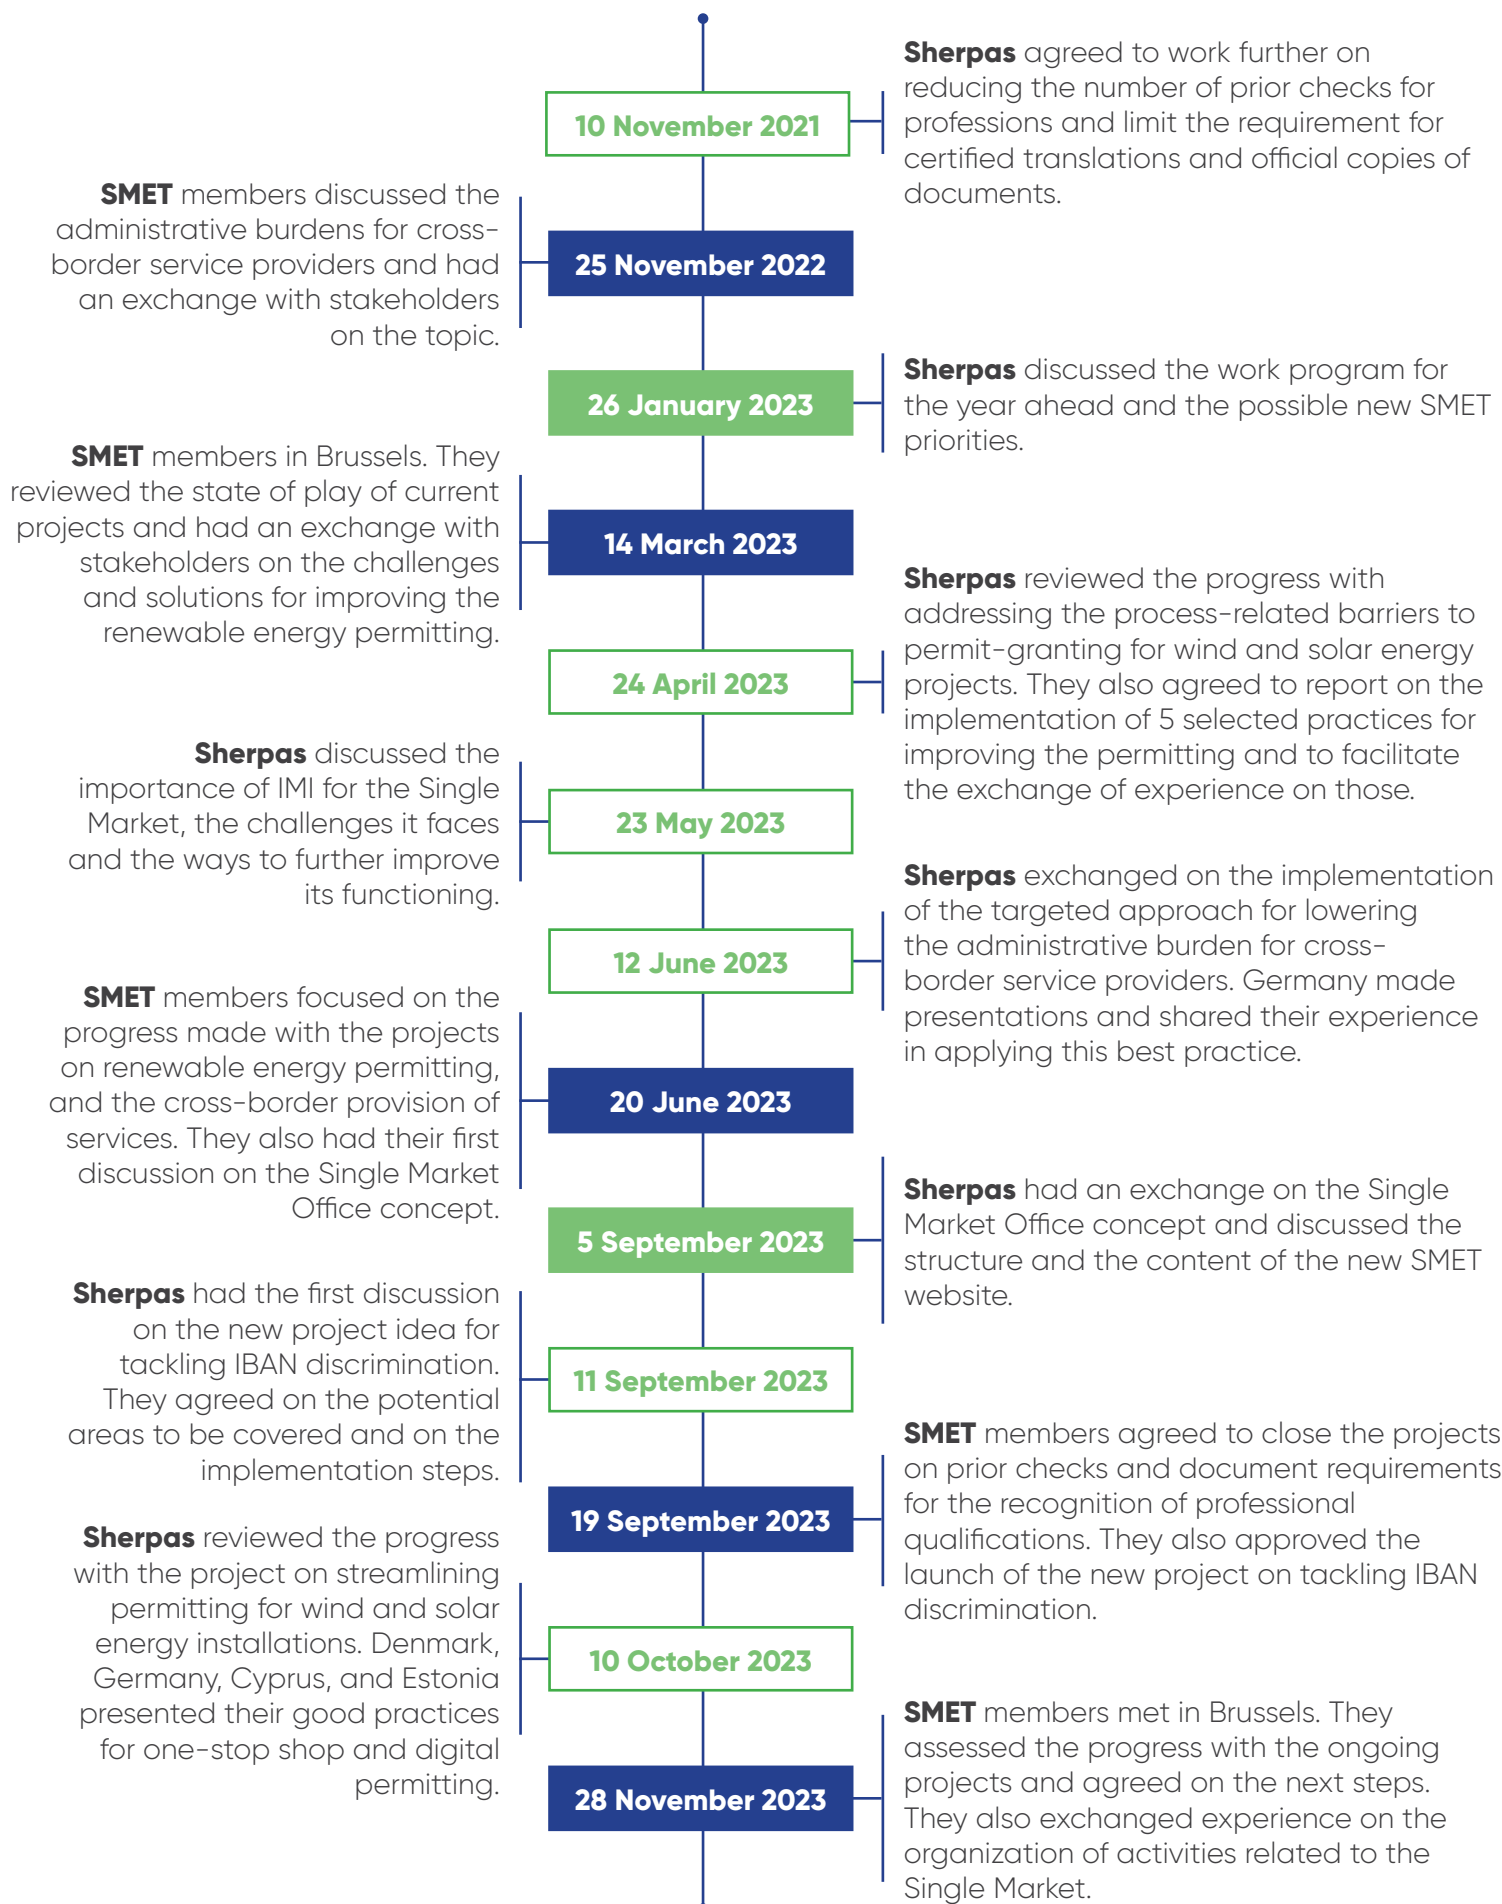 10 November 2021
Sherpas agreed to work further on
reducing the number of prior checks for
professions and limit the requirement for
certified translations and official copies of
documents.
SMET members discussed the
administrative burdens for cross-
border service providers and had
an exchange with stakeholders
on the topic.
25 November 2022
26 January 2023
Sherpas discussed the work program for
the year ahead and the possible new SMET
priorities.
SMET members in Brussels. They
reviewed the state of play of current
projects and had an exchange with
stakeholders on the challenges
and solutions for improving the
renewable energy permitting.
14 March 2023
24 April 2023
Sherpas reviewed the progress with
addressing the process-related barriers to
permit-granting for wind and solar energy
projects. They also agreed to report on the
implementation of 5 selected practices for
improving the permitting and to facilitate
the exchange of experience on those.
Sherpas discussed the
importance of IMI for the Single
Market, the challenges it faces
and the ways to further improve
its functioning.
23 May 2023
12 June 2023
Sherpas exchanged on the implementation
of the targeted approach for lowering
the administrative burden for cross-
border service providers. Germany made
presentations and shared their experience
in applying this best practice.
SMET members focused on the
progress made with the projects
on renewable energy permitting,
and the cross-border provision of
services. They also had their first
discussion on the Single Market
Office concept.
20 June 2023
5 September 2023
Sherpas had an exchange on the Single
Market Office concept and discussed the
structure and the content of the new SMET
website.
Sherpas had the first discussion
on the new project idea for
tackling IBAN discrimination.
They agreed on the potential
areas to be covered and on the
implementation steps.
11 September 2023
19 September 2023
SMET members agreed to close the projects
on prior checks and document requirements
for the recognition of professional
qualifications. They also approved the
launch of the new project on tackling IBAN
discrimination.
Sherpas reviewed the progress
with the project on streamlining
permitting for wind and solar
energy installations. Denmark,
Germany, Cyprus, and Estonia
presented their good practices
for one-stop shop and digital
permitting.
10 October 2023
28 November 2023
SMET members met in Brussels. They
assessed the progress with the ongoing
projects and agreed on the next steps.
They also exchanged experience on the
organization of activities related to the
Single Market.